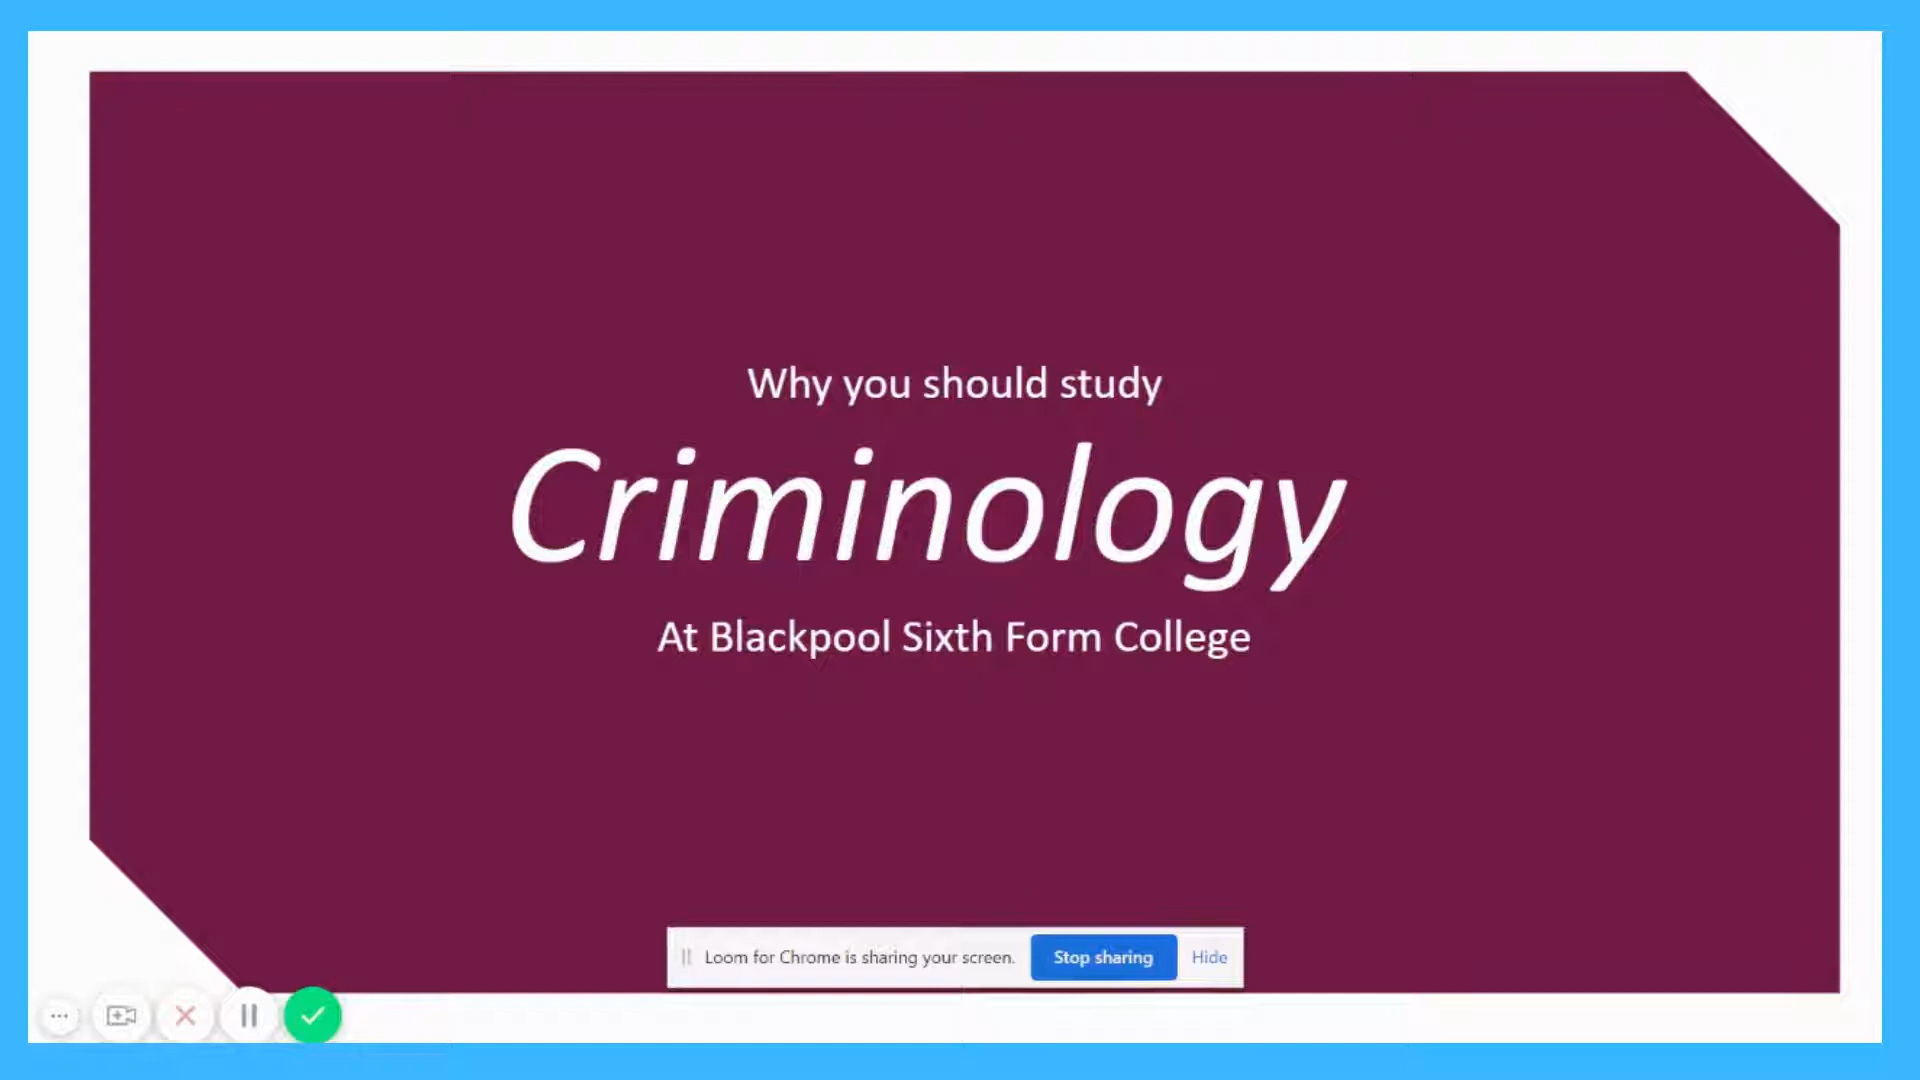 Why you should study
Criminology
At Blackpool Sixth Form College
Loom for Chrome is sharing your screen. Stop sharing Hide